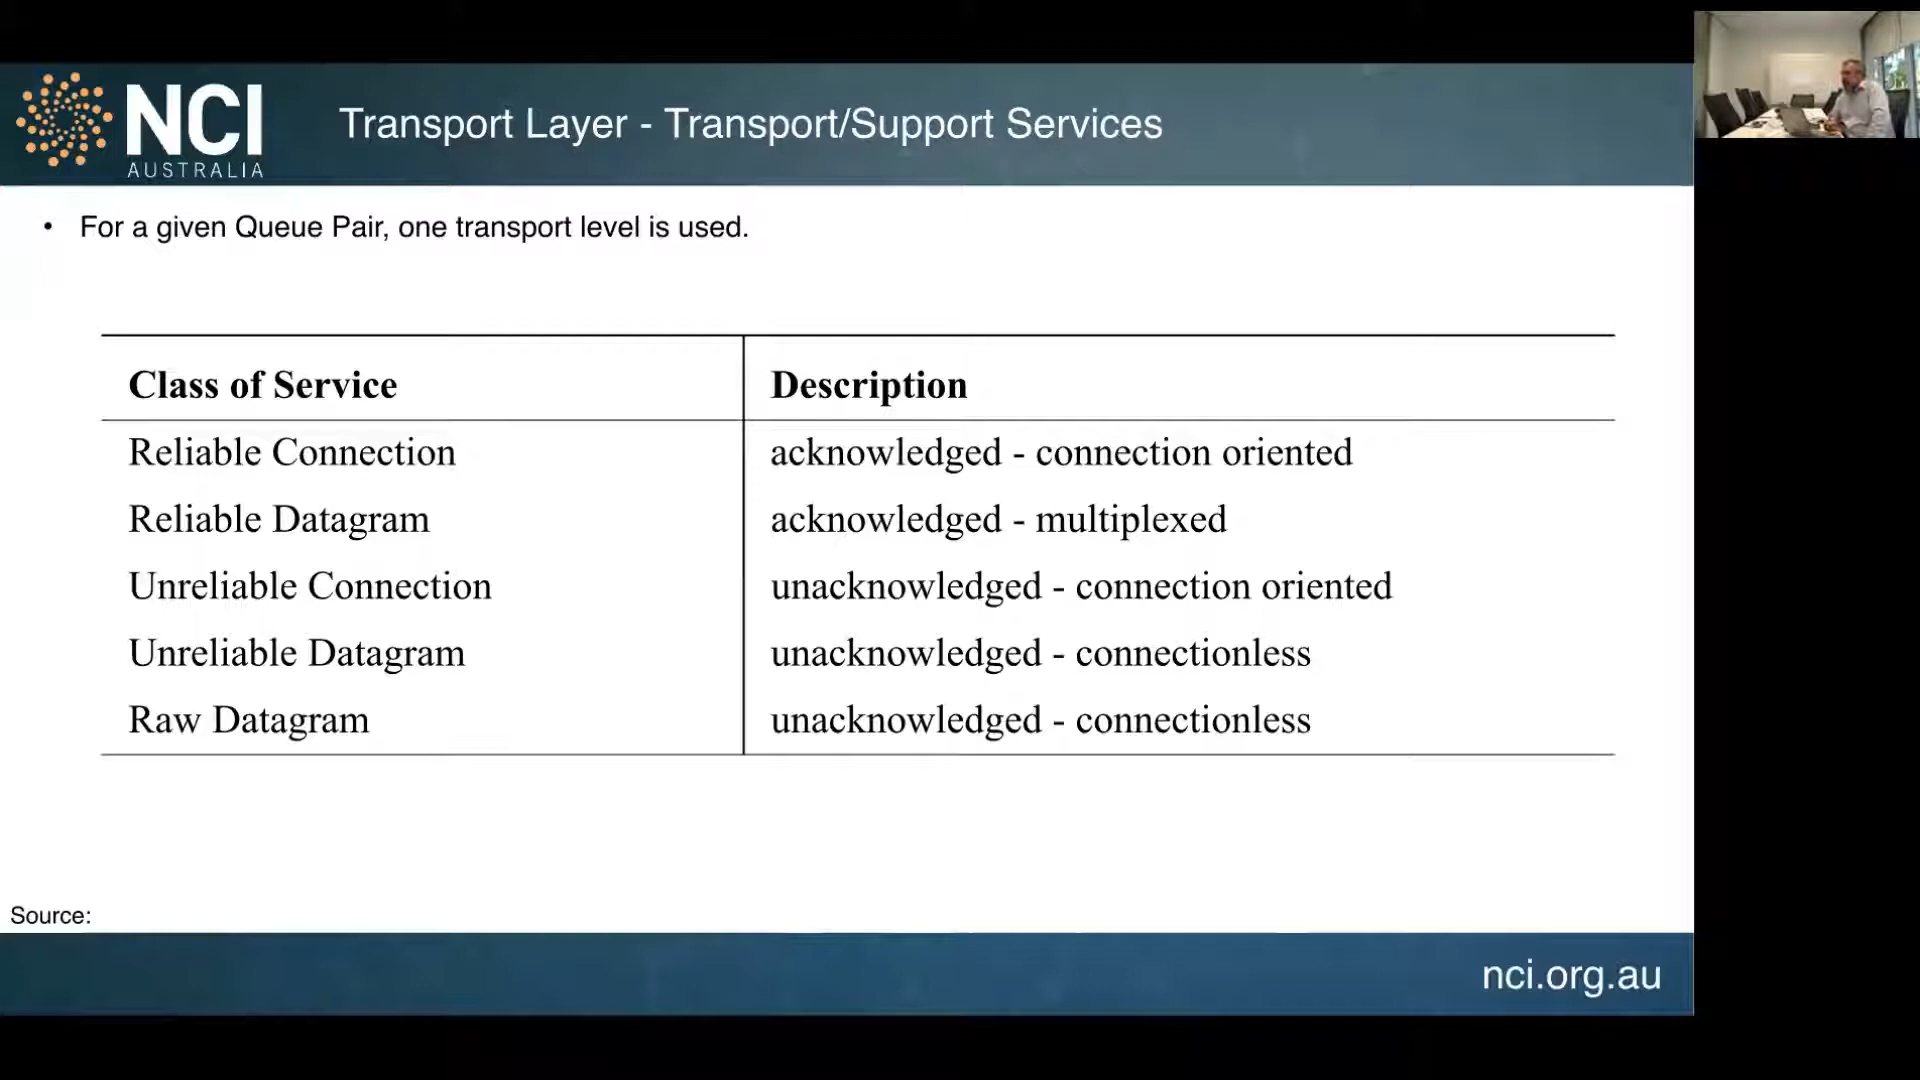 NCI
AUSTRALIA
Transport Layer - Transport/Support Services
• For a given Queue Pair, one transport level is used.
Class of Service Description
Reliable Connection acknowledged - connection oriented
Reliable Datagram acknowledged - multiplexed
Unreliable Connection unacknowledged - connection oriented
Unreliable Datagram unacknowledged - connectionless
Raw Datagram unacknowledged - connectionless
Source:
nci.org.au